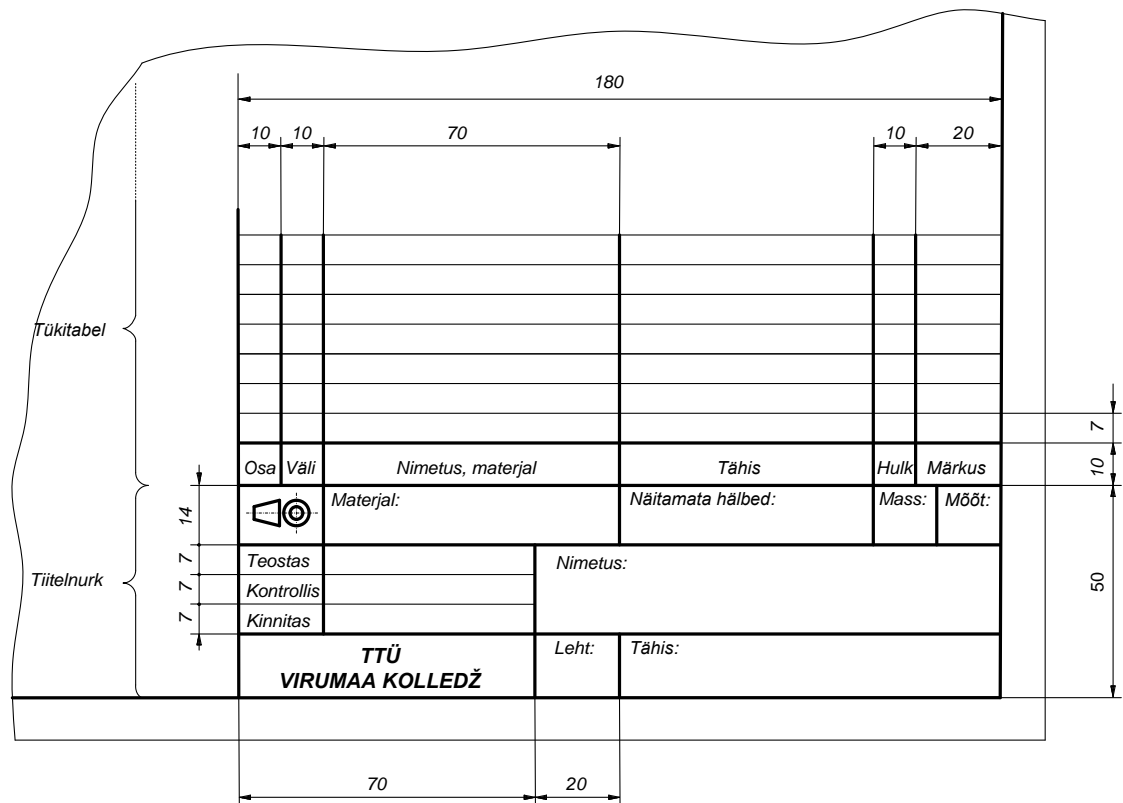 180
10 10 70 10 20
Tükitabel
7
Osa Väli Nimetus, materjal Tähis Hulk Märkus
10
14
Materjal: Näitamata hälbed: Mass: Mõõt:
7 Teostas Nimetus:
Tiitelnurk
7 Kontrollis
50
7 Kinnitas
TTÜ Leht: Tähis:
VIRUMAA KOLLEDŽ
70 20